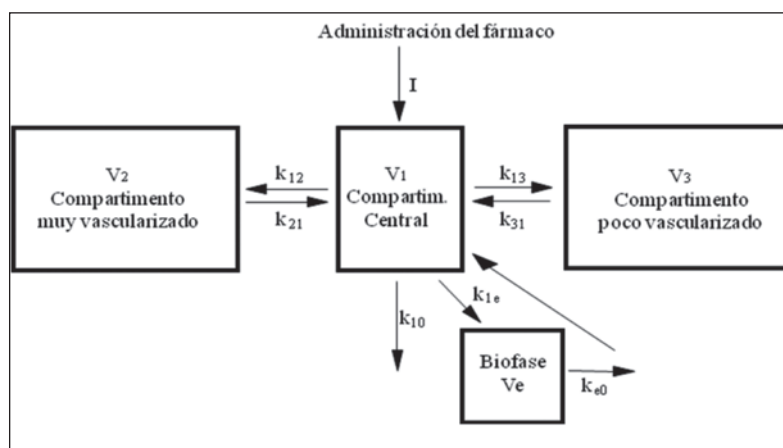 Administración del fármaco
I
V2
Compartimento
muy vascularizado
k12
k21
V1
Compartim.
Central
k13
k31
V3
Compartimento
poco vascularizado
k10
k1e
Biofase
Ve
ke0